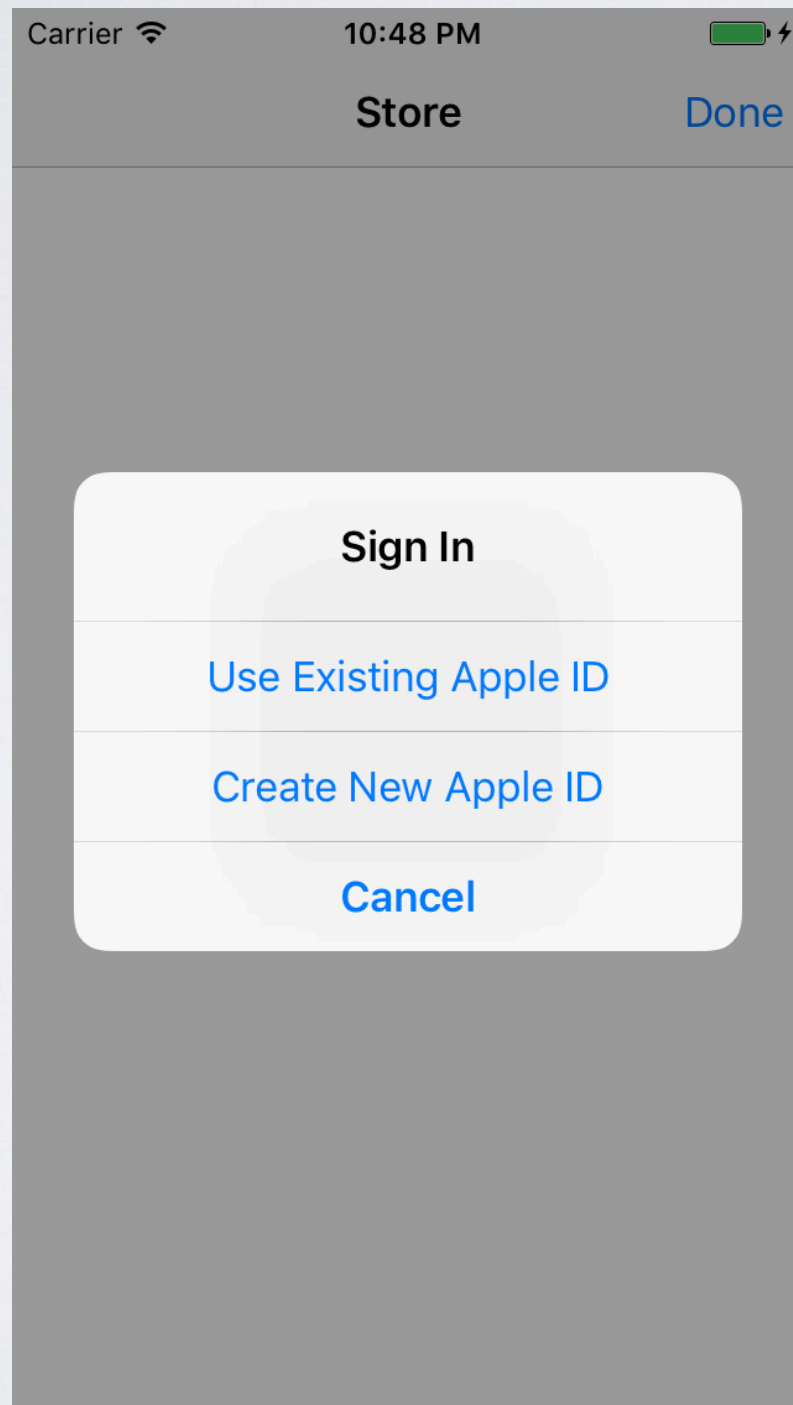 Carrier 10:48 PM
Store Done
Sign In
Use Existing Apple ID
Create New Apple ID
Cancel